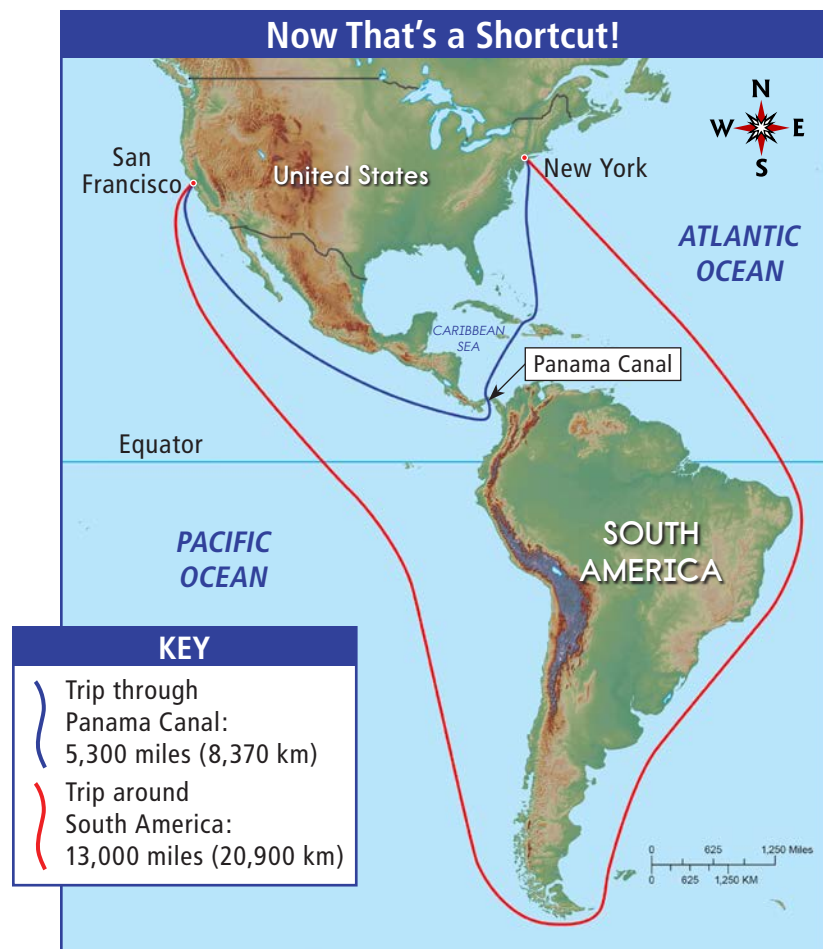 Now That's a Shortcut!
N
W E
S
San
Francisco
United States
New York
ATLANTIC
OCEAN
CARIBBEAN
SEA
Panama Canal
Equator
PACIFIC
OCEAN
SOUTH
AMERICA
KEY
Trip through
Panama Canal:
5,300 miles (8,370 km)
Trip around
South America:
13,000 miles (20,900 km)
0 625 1,250 Miles
0 625 1,250 KM